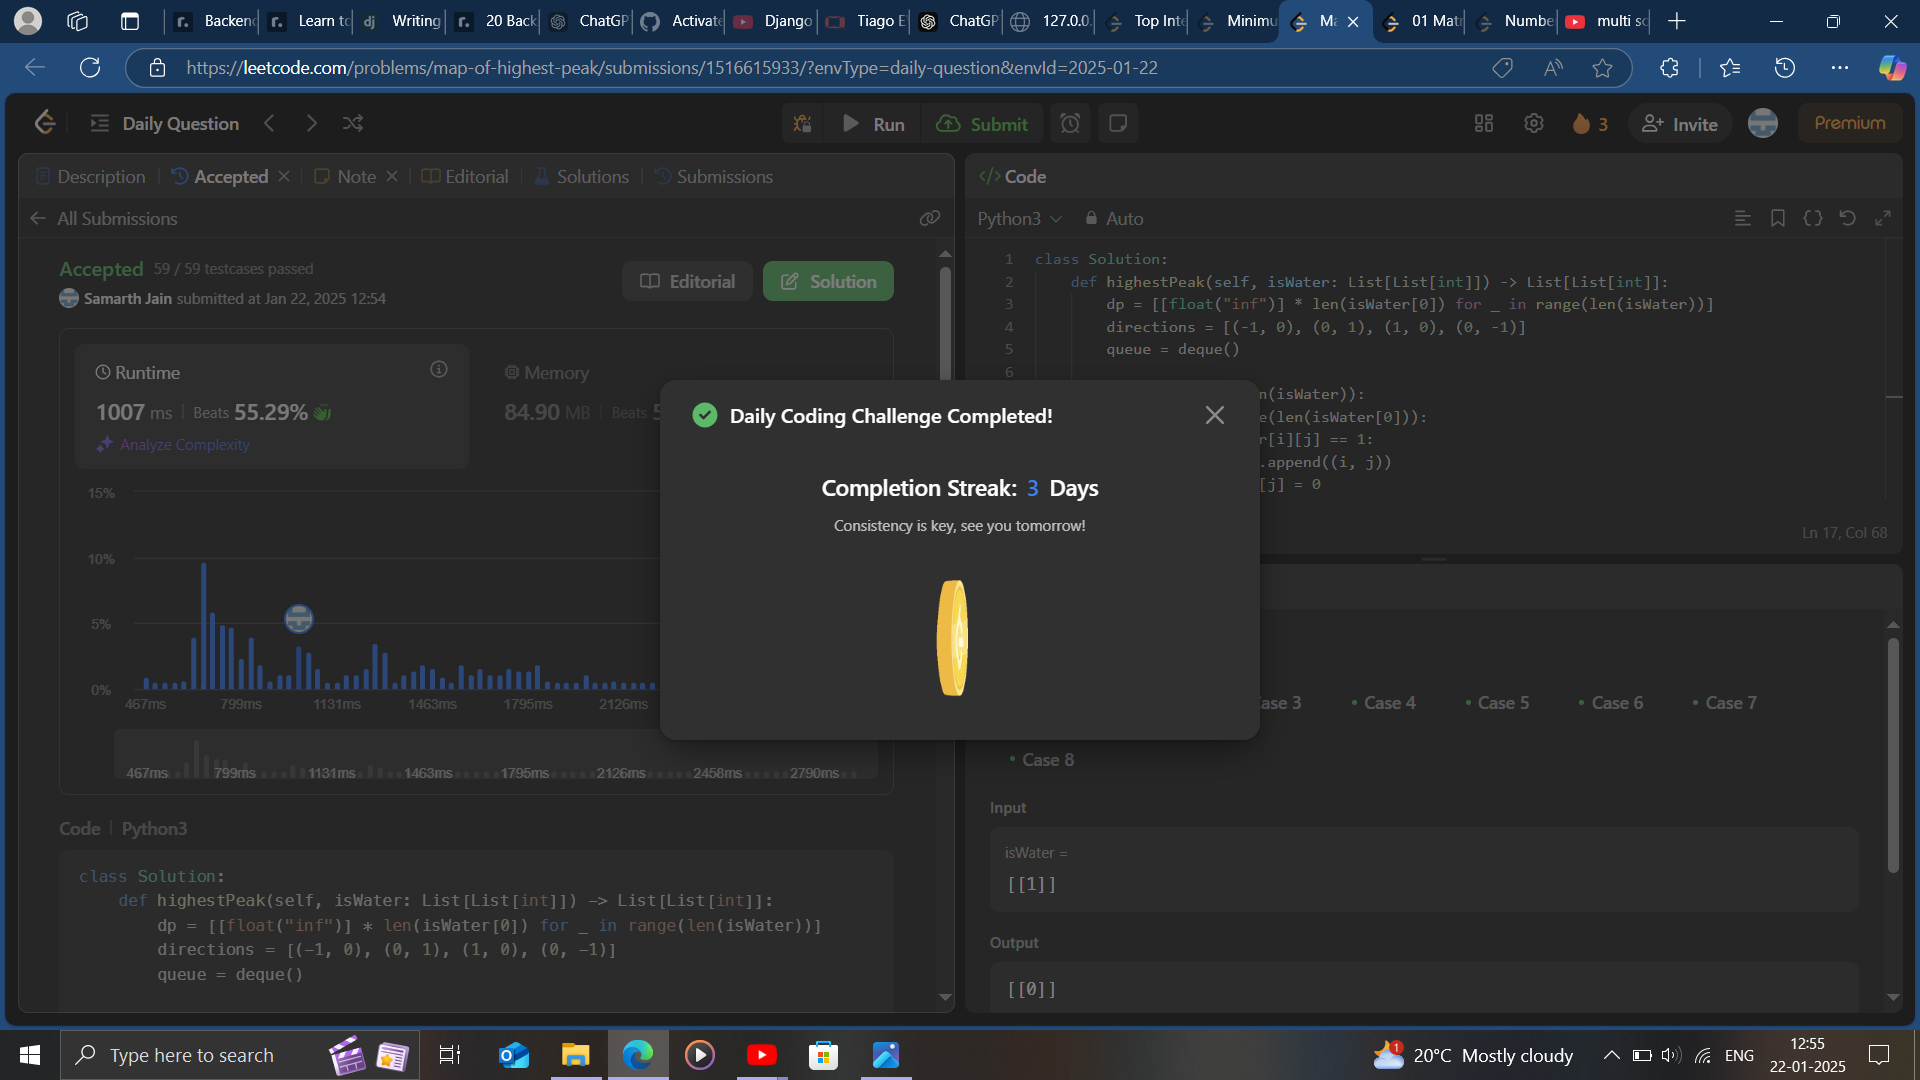 Backend
Learn to
Writing
20 Back
ChatGP
Activate
Django
Tiago E
ChatGP
127.0.0.
Top Inte
Minimu
Ma
01 Matr
Numbe
multi so
https://leetcode.com/problems/map-of-highest-peak/submissions/1516615933/?envType=daily-question&envId=2025-01-22
Daily Question
Run
Submit
3
Invite
Premium
Description
Accepted
Note
Editorial
Solutions
Submissions
All Submissions
Accepted 59 / 59 testcases passed
Samarth Jain submitted at Jan 22, 2025 12:54
Editorial
Solution
Runtime
1007 ms | Beats 55.29%
Analyze Complexity
Memory
84.90 MB | Beats 5
15%
10%
5%
0%
467ms 799ms 1131ms 1463ms 1795ms 2126ms
467ms 799ms 1131ms 1463ms 1795ms 2126ms 2458ms 2790ms
Code | Python3
class Solution:
def highestPeak(self, isWater: List[List[int]]) -> List[List[int]]:
dp = [[float("inf")] * len(isWater[0]) for _ in range(len(isWater))]
directions = [(-1, 0), (0, 1), (1, 0), (0, -1)]
queue = deque()
Daily Coding Challenge Completed!
Completion Streak: 3 Days
Consistency is key, see you tomorrow!
</> Code
Python3
Auto
1 class Solution:
2 def highestPeak(self, isWater: List[List[int]]) -> List[List[int]]:
3 dp = [[float("inf")] * len(isWater[0]) for _ in range(len(isWater))]
4 directions = [(-1, 0), (0, 1), (1, 0), (0, -1)]
5 queue = deque()
6
n(isWater)):
e(len(isWater[0])):
r[i][j] == 1:
.append((i, j))
[j] = 0
Ln 17, Col 68
ase 3
Case 4
Case 5
Case 6
Case 7
Case 8
Input
isWater =
[[1]]
Output
[[0]]
Type here to search
1
20°C Mostly cloudy
ENG
12:55
22-01-2025